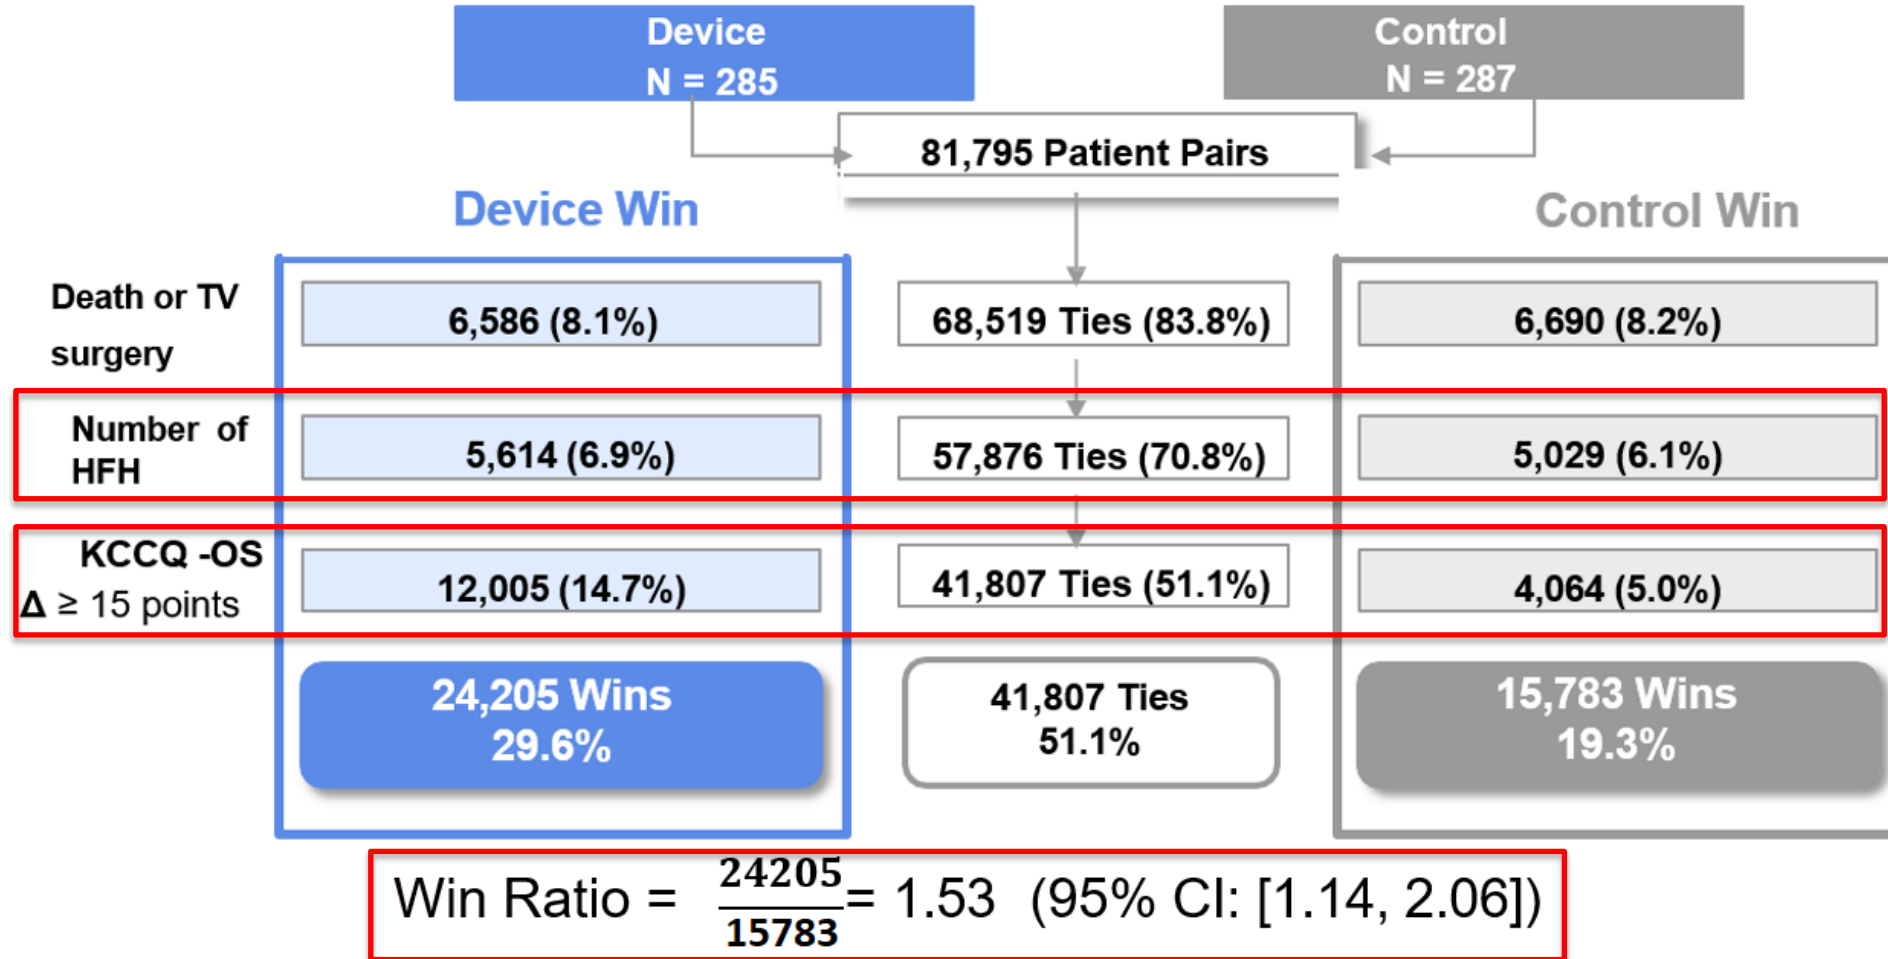 Device
N = 285
Control
N = 287
81,795 Patient Pairs
Device Win
Control Win
Death or TV
surgery
6,586 (8.1%)
68,519 Ties (83.8%)
6,690 (8.2%)
Number of
HFH
5,614 (6.9%)
57,876 Ties (70.8%)
5,029 (6.1%)
KCCQ -OS
Δ ≥ 15 points
12,005 (14.7%)
41,807 Ties (51.1%)
4,064 (5.0%)
24,205 Wins
29.6%
41,807 Ties
51.1%
15,783 Wins
19.3%
Win Ratio = 24205/15783 = 1.53 (95% CI: [1.14, 2.06])